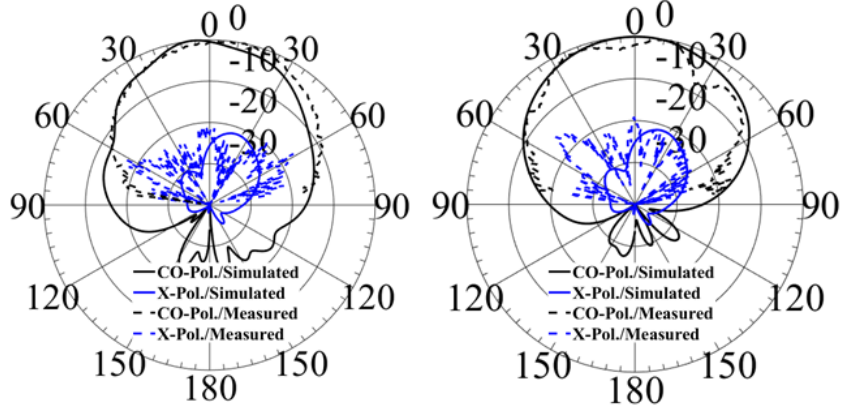 0 0
30 30
-10
-20
-30
60 60
90 90
CO-Pol./Simulated
X-Pol./Simulated
CO-Pol./Measured
X-Pol./Measured
120 120
150 150
180
0 0
30 30
-10
-20
-30
60 60
90 90
CO-Pol./Simulated
X-Pol./Simulated
CO-Pol./Measured
X-Pol./Measured
120 120
150 150
180